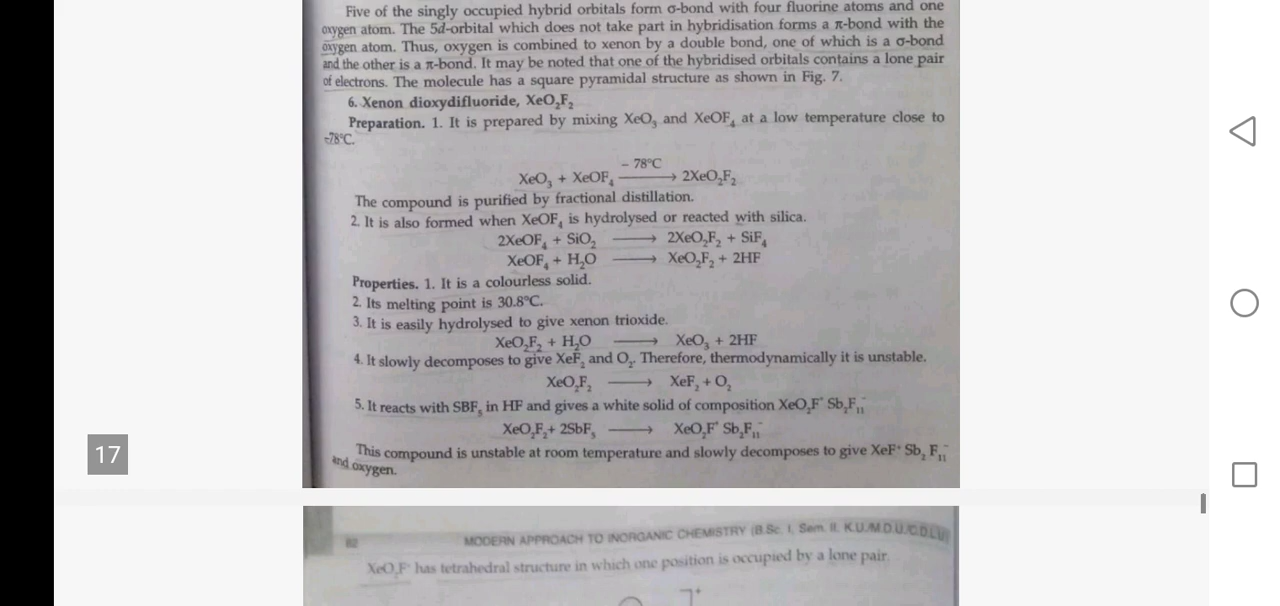 Five of the singly occupied hybrid orbitals form σ-bond with four fluorine atoms and one
oxygen atom. The 5d-orbital which does not take part in hybridisation forms a π-bond with the
oxygen atom. Thus, oxygen is combined to xenon by a double bond, one of which is a σ-bond
and the other is a π-bond. It may be noted that one of the hybridised orbitals contains a lone pair
of electrons. The molecule has a square pyramidal structure as shown in Fig. 7.
6. Xenon dioxydifluoride, XeO₂F₂
Preparation. 1. It is prepared by mixing XeO₃ and XeOF₄ at a low temperature close to
-78°C.
– 78°C
XeO₃ + XeOF₄ ⟶ 2XeO₂F₂
The compound is purified by fractional distillation.
2. It is also formed when XeOF₄ is hydrolysed or reacted with silica.
2XeOF₄ + SiO₂ ⟶ 2XeO₂F₂ + SiF₄
XeOF₄ + H₂O ⟶ XeO₂F₂ + 2HF
Properties. 1. It is a colourless solid.
2. Its melting point is 30.8°C.
3. It is easily hydrolysed to give xenon trioxide.
XeO₂F₂ + H₂O ⟶ XeO₃ + 2HF
4. It slowly decomposes to give XeF₂ and O₂. Therefore, thermodynamically it is unstable.
XeO₂F₂ ⟶ XeF₂ + O₂
5. It reacts with SBF₅ in HF and gives a white solid of composition XeO₂F⁺ Sb₂F₁₁⁻
XeO₂F₂ + 2SbF₅ ⟶ XeO₂F⁺ Sb₂F₁₁⁻
This compound is unstable at room temperature and slowly decomposes to give XeF⁺ Sb₂ F₁₁⁻
and oxygen.
17
82 MODERN APPROACH TO INORGANIC CHEMISTRY (B.Sc. I, Sem. II, K.U./M.D.U./C.D.L.U)
XeO₂F⁺ has tetrahedral structure in which one position is occupied by a lone pair.